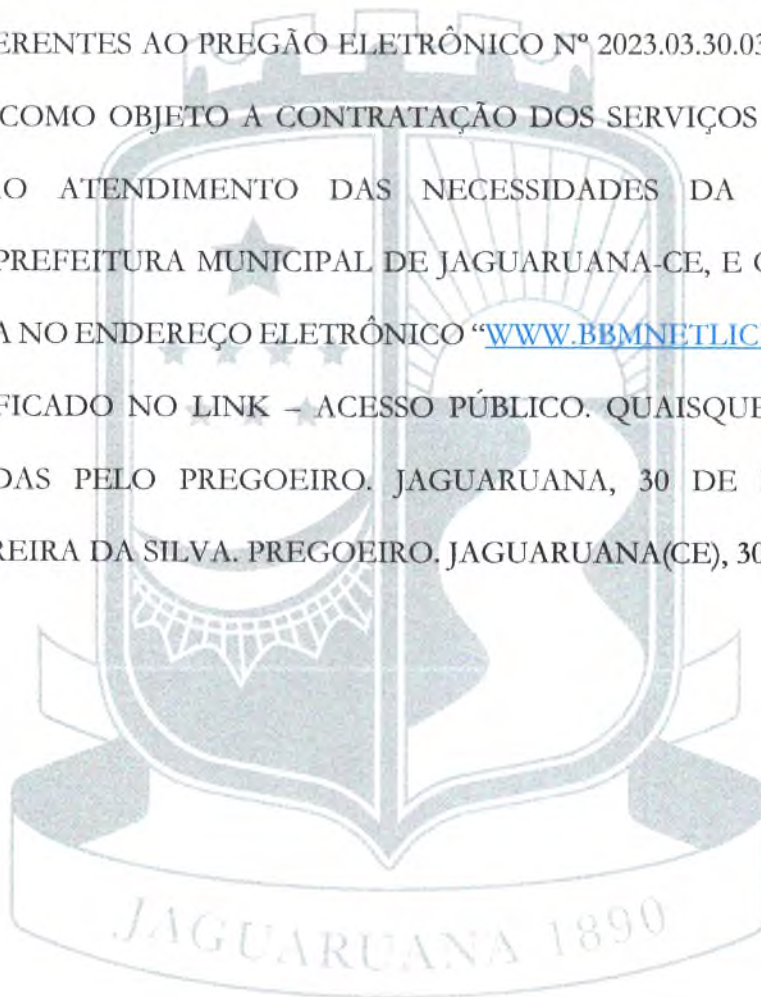 ERENTES AO PREGÃO ELETRÔNICO Nº 2023.03.30.03
COMO OBJETO A CONTRATAÇÃO DOS SERVIÇOS
O ATENDIMENTO DAS NECESSIDADES DA
PREFEITURA MUNICIPAL DE JAGUARUANA-CE, E
A NO ENDEREÇO ELETRÔNICO “WWW.BBMNETLIC
FICADO NO LINK – ACESSO PÚBLICO. QUAISQUE
DAS PELO PREGOEIRO. JAGUARUANA, 30 DE
REIRA DA SILVA. PREGOEIRO. JAGUARUANA(CE), 30
JAGUARUANA 1890